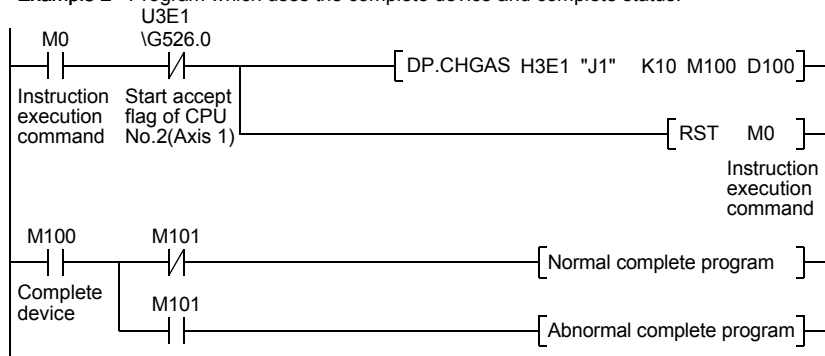 Example 2 Program which uses the complete device and complete status.
U3E1
M0 \G526.0
DP.CHGAS H3E1 "J1" K10 M100 D100
Instruction Start accept
execution flag of CPU
command No.2(Axis 1)
RST M0
Instruction
execution
command
M100 M101
Normal complete program
Complete
device
M101
Abnormal complete program